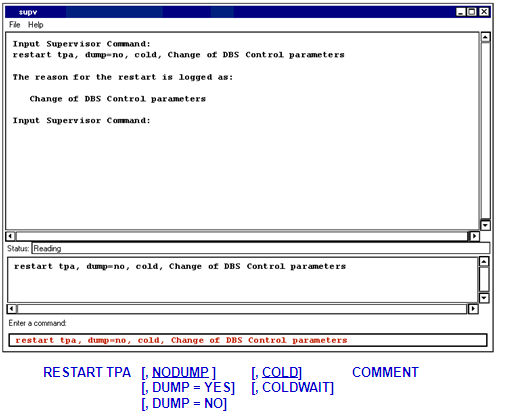 supv
File Help
Input Supervisor Command:
restart tpa, dump=no, cold, Change of DBS Control parameters
The reason for the restart is logged as:
Change of DBS Control parameters
Input Supervisor Command:
Status: Reading
restart tpa, dump=no, cold, Change of DBS Control parameters
Enter a command:
restart tpa, dump=no, cold, Change of DBS Control parameters
RESTART TPA [, NODUMP ] [, COLD] COMMENT
[, DUMP = YES] [, COLDWAIT]
[, DUMP = NO]